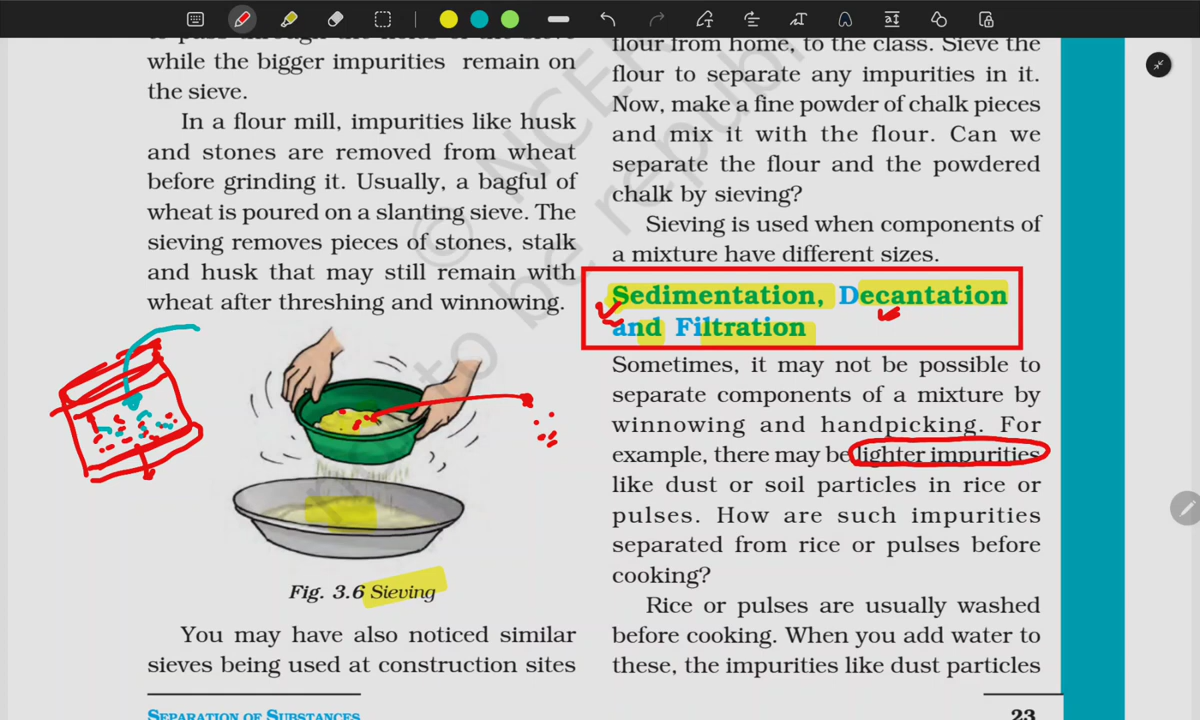 to pass through the holes of the sieve
while the bigger impurities remain on
the sieve.
In a flour mill, impurities like husk
and stones are removed from wheat
before grinding it. Usually, a bagful of
wheat is poured on a slanting sieve. The
sieving removes pieces of stones, stalk
and husk that may still remain with
wheat after threshing and winnowing.
Fig. 3.6 Sieving
You may have also noticed similar
sieves being used at construction sites
SEPARATION OF SUBSTANCES
flour from home, to the class. Sieve the
flour to separate any impurities in it.
Now, make a fine powder of chalk pieces
and mix it with the flour. Can we
separate the flour and the powdered
chalk by sieving?
Sieving is used when components of
a mixture have different sizes.
Sedimentation, Decantation
and Filtration
Sometimes, it may not be possible to
separate components of a mixture by
winnowing and handpicking. For
example, there may be lighter impurities
like dust or soil particles in rice or
pulses. How are such impurities
separated from rice or pulses before
cooking?
Rice or pulses are usually washed
before cooking. When you add water to
these, the impurities like dust particles
23